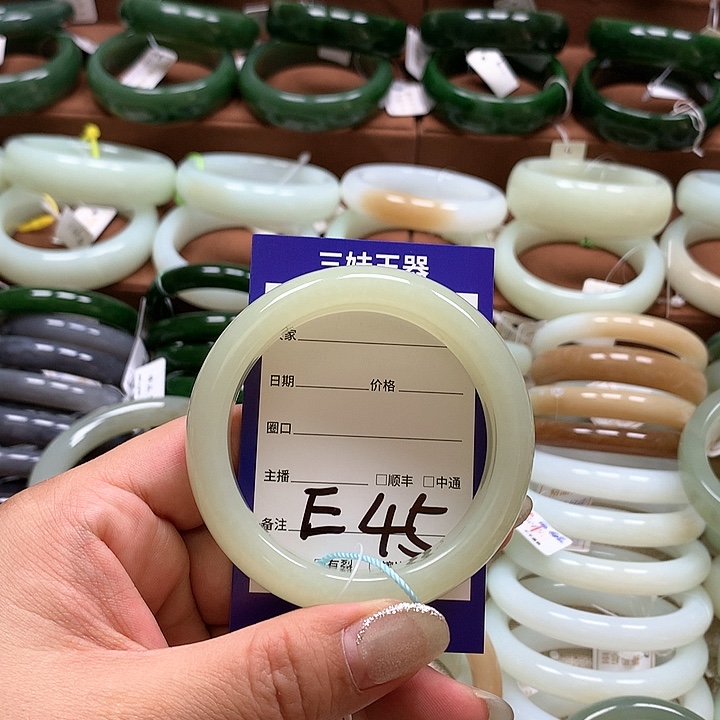 三娃玉器
家
日期 价格
圈口
主播 □顺丰 □中通
备注 E45
有裂